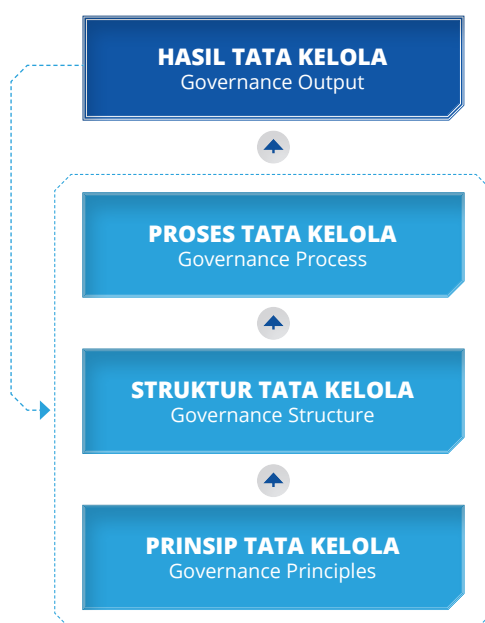 HASIL TATA KELOLA
Governance Output
PROSES TATA KELOLA
Governance Process
STRUKTUR TATA KELOLA
Governance Structure
PRINSIP TATA KELOLA
Governance Principles